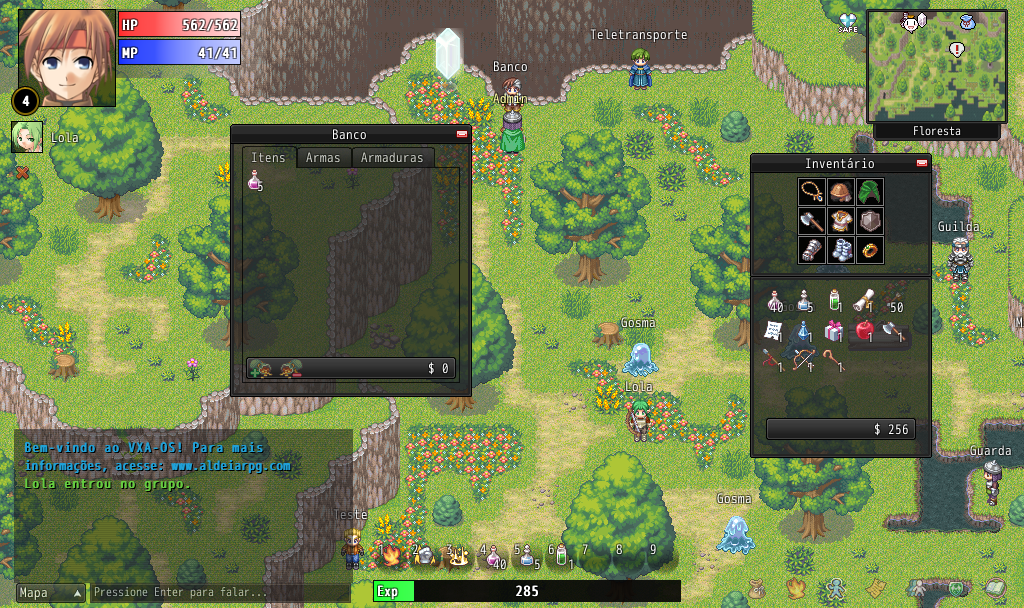 HP 562/562
MP 41/41
4
Lola
Banco
Teletransporte
Admin
SAFE
Floresta
Banco
Itens Armas Armaduras
5
$ 0
Inventário
40 5 1 1 50
1 1 1 1
1 1 1
$ 256
Guilda
Gosma
Lola
Guarda
Gosma
Teste
Bem-vindo ao VXA-OS! Para mais
informações, acesse: www.aldeiarpg.com
Lola entrou no grupo.
1 2 3 4 5 6 7 8 9
40 5 1
Mapa
Pressione Enter para falar...
Exp 285